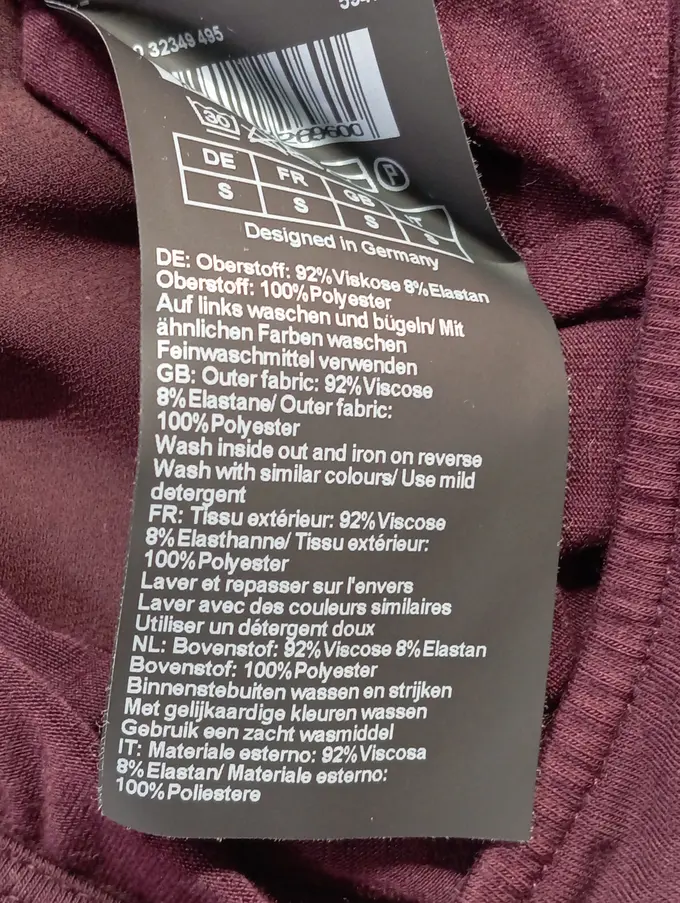 32349 495
269600
30
P
DE FR GB IT
S S S S
Designed in Germany
DE: Oberstoff: 92%Viskose 8%Elastan
Oberstoff: 100%Polyester
Auf links waschen und bügeln/ Mit
ähnlichen Farben waschen
Feinwaschmittel verwenden
GB: Outer fabric: 92%Viscose
8%Elastane/ Outer fabric:
100%Polyester
Wash inside out and iron on reverse
Wash with similar colours/ Use mild
detergent
FR: Tissu extérieur: 92%Viscose
8%Elasthanne/ Tissu extérieur:
100%Polyester
Laver et repasser sur l'envers
Laver avec des couleurs similaires
Utiliser un détergent doux
NL: Bovenstof: 92%Viscose 8%Elastan
Bovenstof: 100%Polyester
Binnenstebuiten wassen en strijken
Met gelijkaardige kleuren wassen
Gebruik een zacht wasmiddel
IT: Materiale esterno: 92%Viscosa
8%Elastan/ Materiale esterno:
100%Poliestere